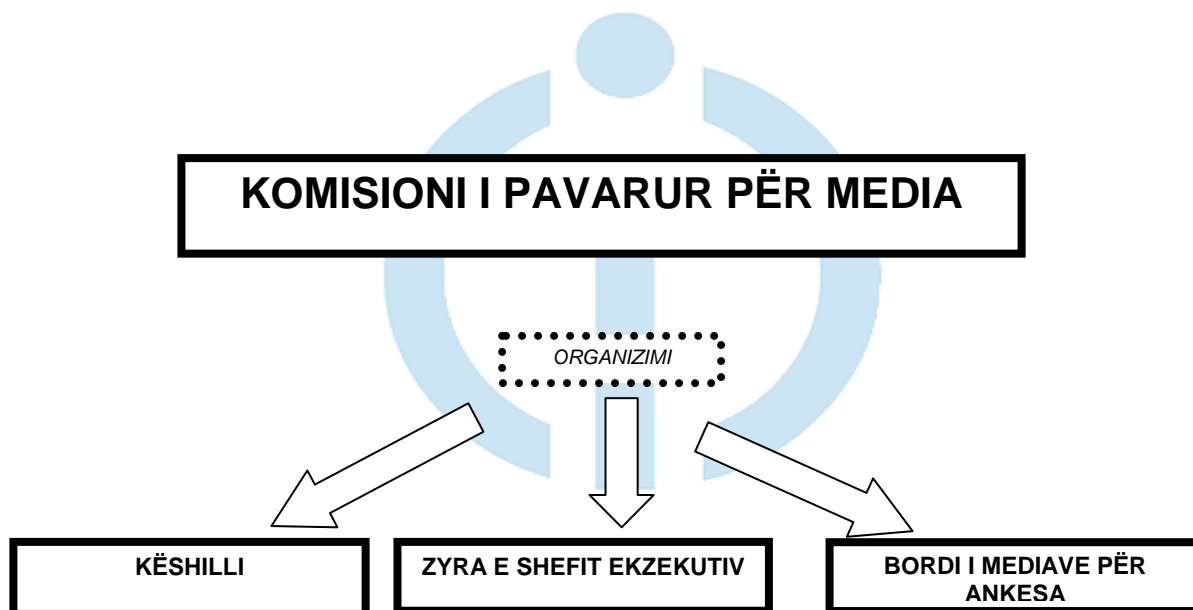 KOMISIONI I PAVARUR PËR MEDIA
ORGANIZIMI
KËSHILLI
ZYRA E SHEFIT EKZEKUTIV
BORDI I MEDIAVE PËR
ANKESA